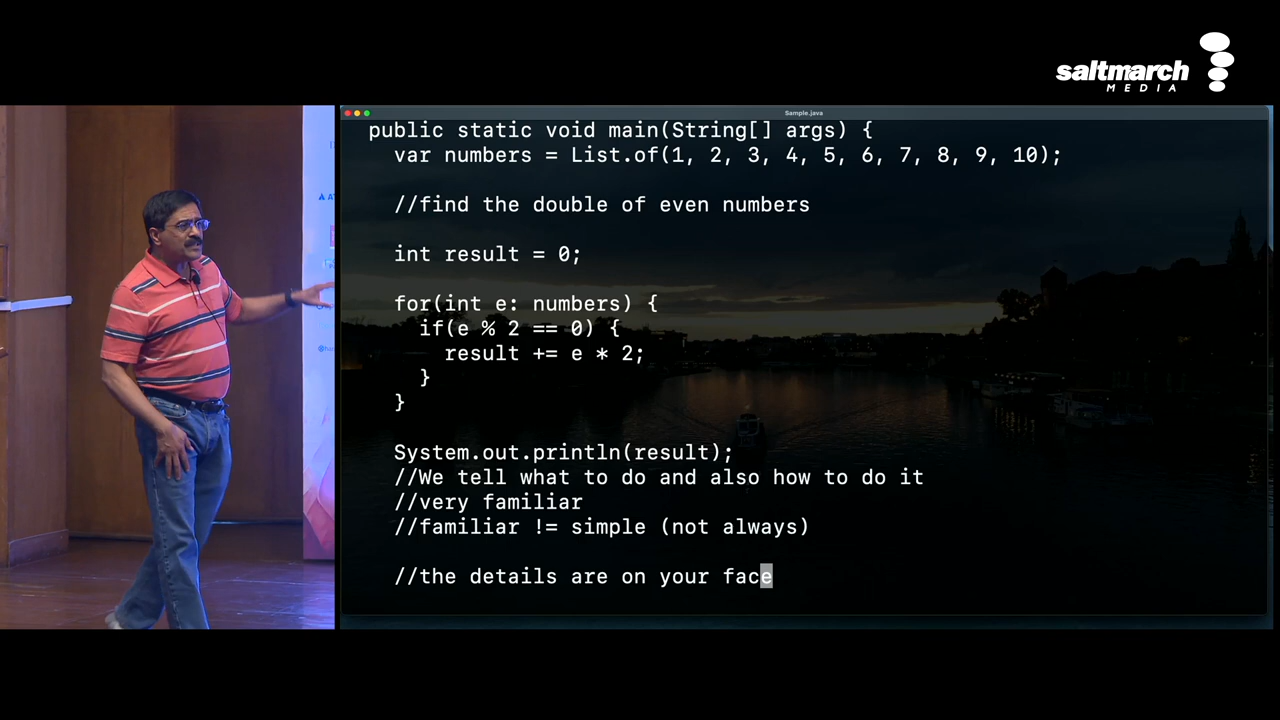 saltmarch
MEDIA
Sample.java
public static void main(String[] args) {
var numbers = List.of(1, 2, 3, 4, 5, 6, 7, 8, 9, 10);
//find the double of even numbers
int result = 0;
for(int e: numbers) {
if(e % 2 == 0) {
result += e * 2;
}
}
System.out.println(result);
//We tell what to do and also how to do it
//very familiar
//familiar != simple (not always)
//the details are on your face